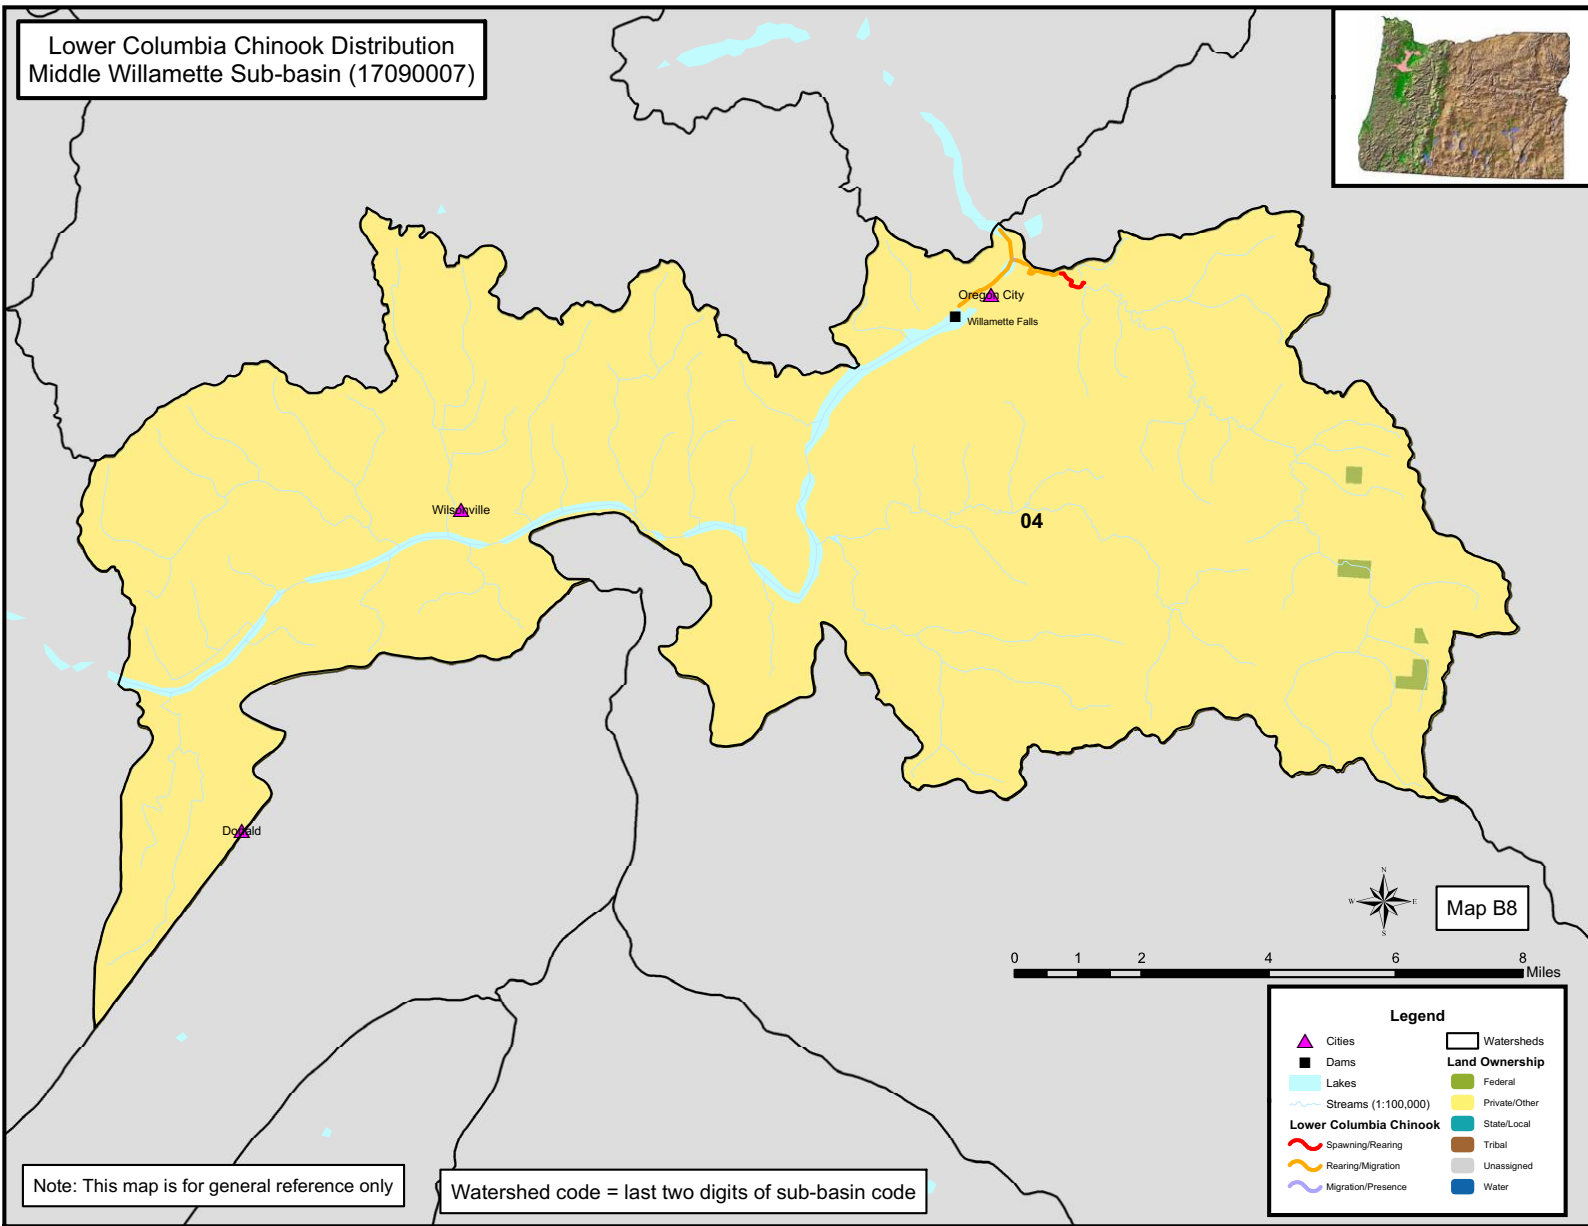 Lower Columbia Chinook Distribution
Middle Willamette Sub-basin (17090007)
Oregon City
Willamette Falls
Wilsonville
04
Donald
N
W
E
S
Map B8
0 1 2 4 6 8
Miles
Legend
Cities
Dams
Lakes
Streams (1:100,000)
Lower Columbia Chinook
Spawning/Rearing
Rearing/Migration
Migration/Presence
Watersheds
Land Ownership
Federal
Private/Other
State/Local
Tribal
Unassigned
Water
Note: This map is for general reference only
Watershed code = last two digits of sub-basin code